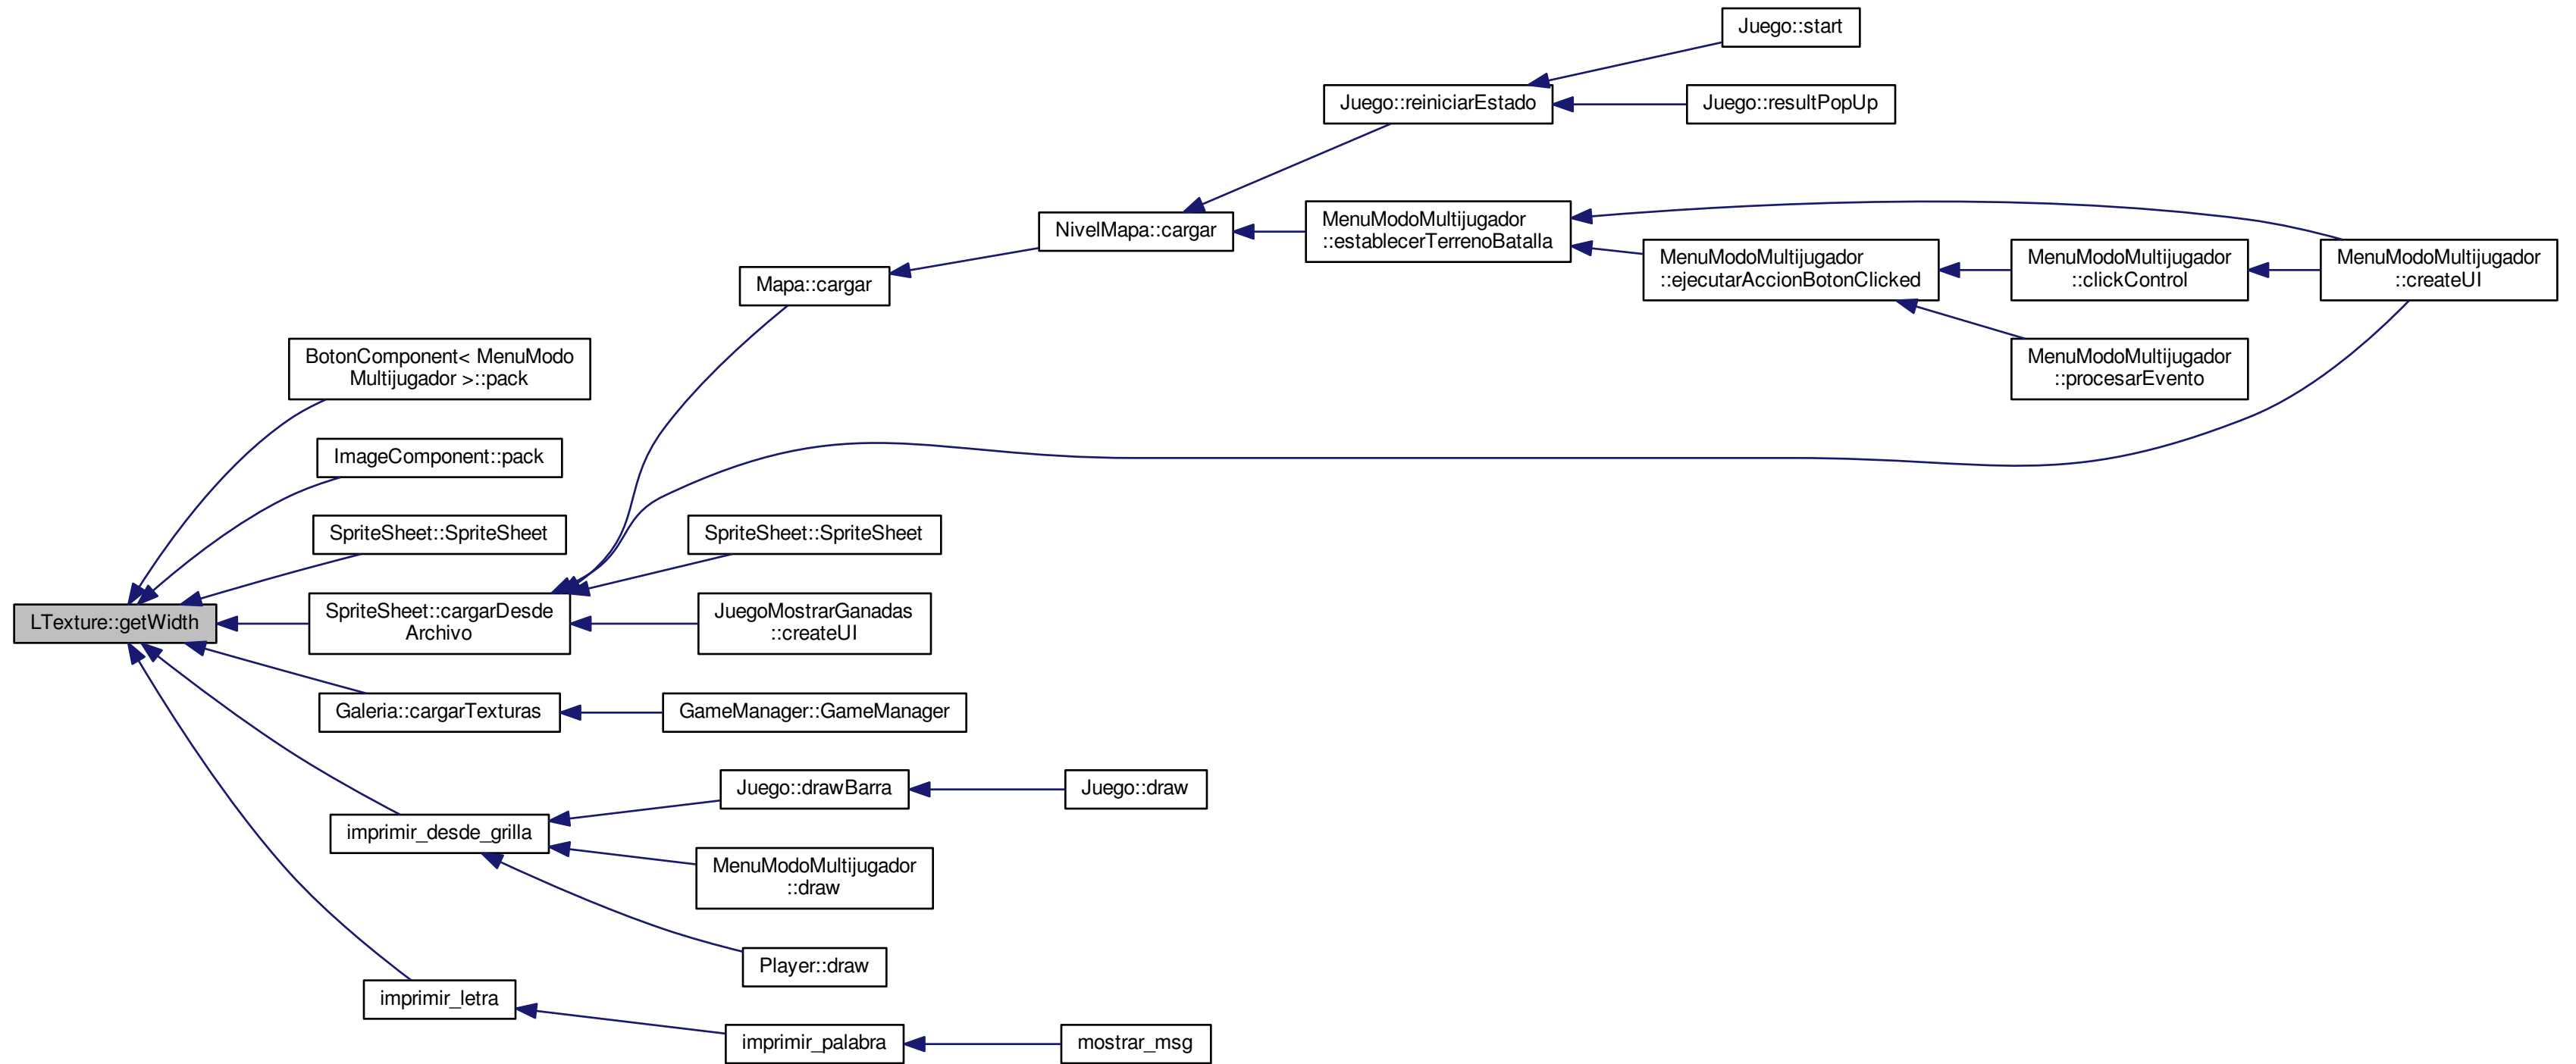 Juego::start
Juego::reiniciarEstado
Juego::resultPopUp
NivelMapa::cargar
MenuModoMultijugador
::establecerTerrenoBatalla
MenuModoMultijugador
::ejecutarAccionBotonClicked
MenuModoMultijugador
::clickControl
MenuModoMultijugador
::createUI
Mapa::cargar
MenuModoMultijugador
::procesarEvento
BotonComponent< MenuModo
Multijugador >::pack
ImageComponent::pack
SpriteSheet::SpriteSheet
SpriteSheet::SpriteSheet
LTexture::getWidth
SpriteSheet::cargarDesde
Archivo
JuegoMostrarGanadas
::createUI
Galeria::cargarTexturas
GameManager::GameManager
Juego::drawBarra
Juego::draw
imprimir_desde_grilla
MenuModoMultijugador
::draw
Player::draw
imprimir_letra
imprimir_palabra
mostrar_msg